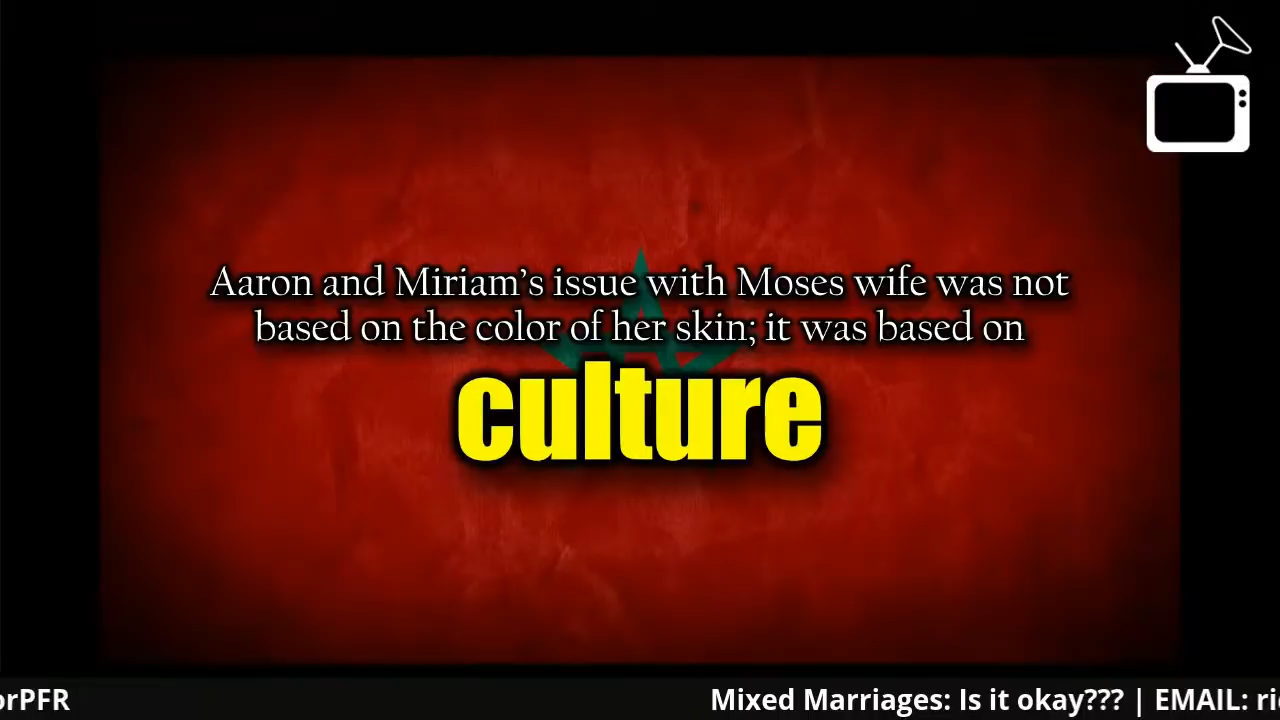 Aaron and Miriam's issue with Moses wife was not
based on the color of her skin; it was based on
culture
orPFR Mixed Marriages: Is it okay??? | EMAIL: ri